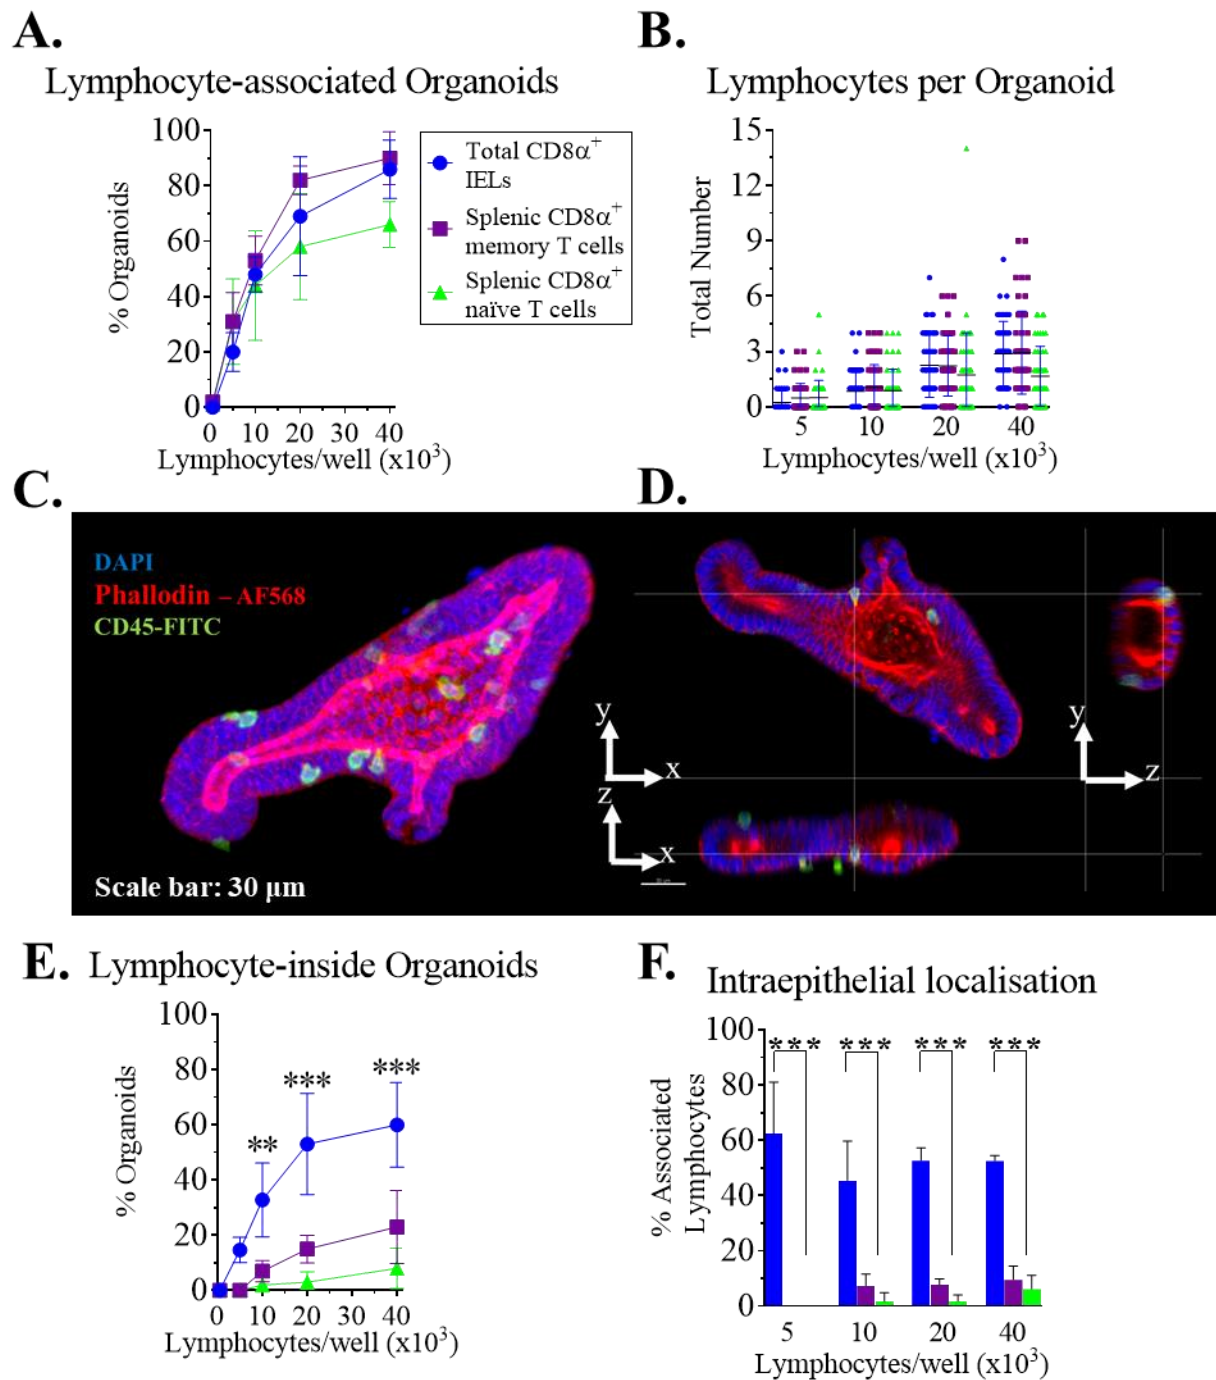 A.
Lymphocyte-associated Organoids
% Organoids
100
80
60
40
20
0
0 10 20 30 40
Lymphocytes/well (x10³)
Total CD8α⁺
IELs
Splenic CD8α⁺
memory T cells
Splenic CD8α⁺
naïve T cells
B.
Lymphocytes per Organoid
Total Number
15
12
9
6
3
0
5 10 20 40
Lymphocytes/well (x10³)
C.
DAPI
Phallodin – AF568
CD45-FITC
Scale bar: 30 µm
D.
y
x
z
x
y
z
E.
Lymphocyte-inside Organoids
% Organoids
100
80
60
40
20
0
** *** ***
0 10 20 30 40
Lymphocytes/well (x10³)
F.
Intraepithelial localisation
% Associated
Lymphocytes
100
80
60
40
20
0
*** *** *** ***
5 10 20 40
Lymphocytes/well (x10³)